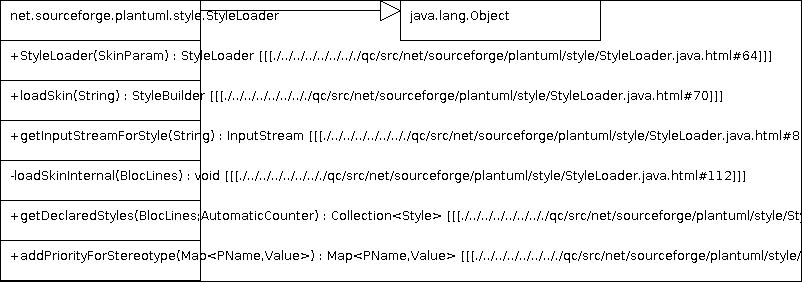 net.sourceforge.plantuml.style.StyleLoader
java.lang.Object
+StyleLoader(SkinParam) : StyleLoader [[[./../../../../../../../qc/src/net/sourceforge/plantuml/style/StyleLoader.java.html#64]]]
+loadSkin(String) : StyleBuilder [[[./../../../../../../../qc/src/net/sourceforge/plantuml/style/StyleLoader.java.html#70]]]
+getInputStreamForStyle(String) : InputStream [[[./../../../../../../../qc/src/net/sourceforge/plantuml/style/StyleLoader.java.html#8
-loadSkinInternal(BlocLines) : void [[[./../../../../../../../qc/src/net/sourceforge/plantuml/style/StyleLoader.java.html#112]]]
+getDeclaredStyles(BlocLines;AutomaticCounter) : Collection<Style> [[[./../../../../../../../qc/src/net/sourceforge/plantuml/style/Sty
+addPriorityForStereotype(Map<PName,Value>) : Map<PName,Value> [[[./../../../../../../../qc/src/net/sourceforge/plantuml/style/